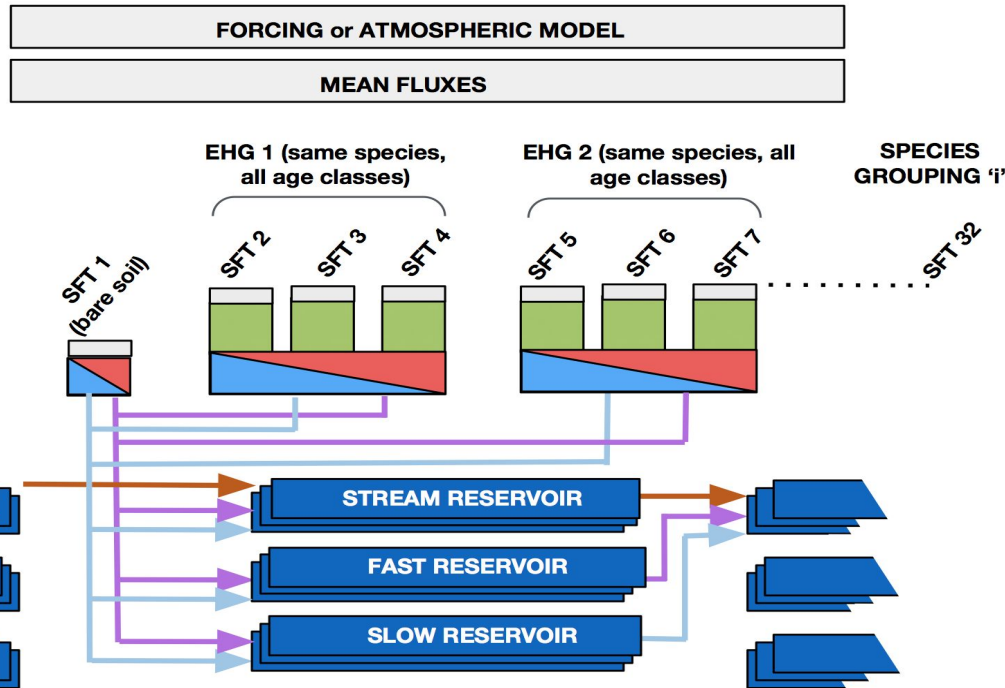 FORCING or ATMOSPHERIC MODEL
MEAN FLUXES
EHG 1 (same species,
all age classes)
EHG 2 (same species, all
age classes)
SPECIES
GROUPING ‘i’
SFT 1
(bare soil)
SFT 2
SFT 3
SFT 4
SFT 5
SFT 6
SFT 7
SFT 32
STREAM RESERVOIR
FAST RESERVOIR
SLOW RESERVOIR